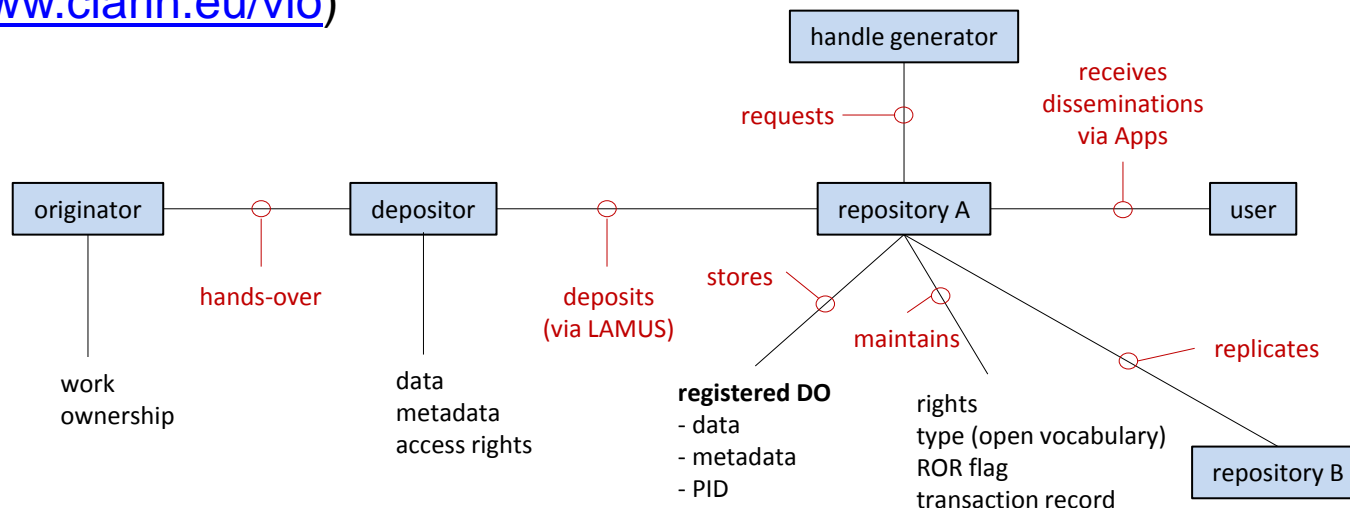 ww.clarin.eu/vlo)
handle generator
receives
disseminations
via Apps
requests
originator
depositor
repository A
user
hands-over
deposits
(via LAMUS)
stores
maintains
replicates
work
ownership
data
metadata
access rights
registered DO
- data
- metadata
- PID
rights
type (open vocabulary)
ROR flag
transaction record
repository B